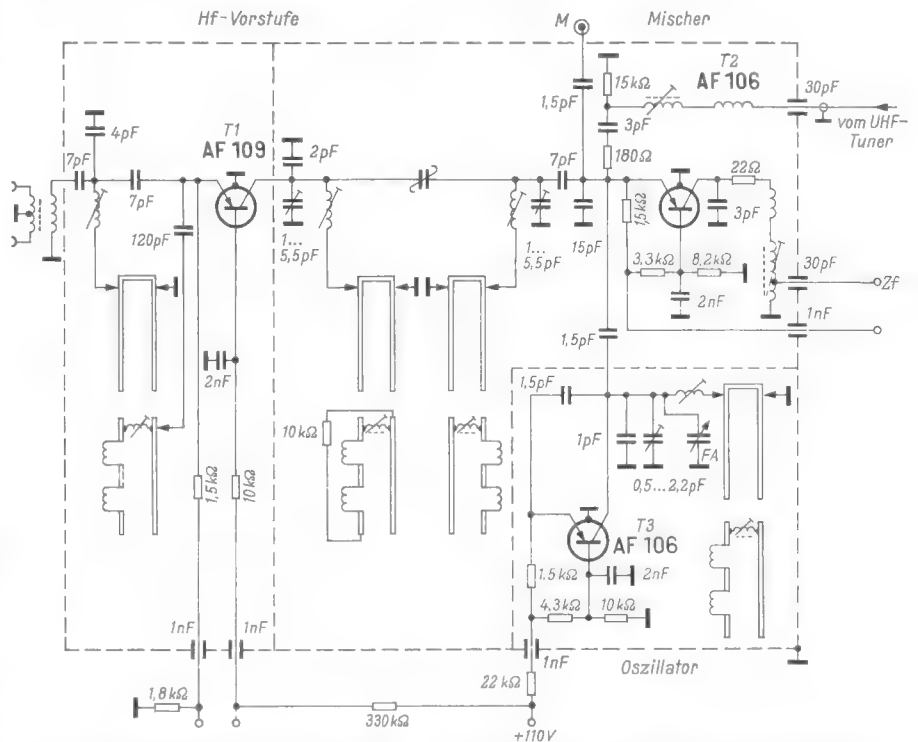 Hf-Vorstufe
Mischer
M
T2
AF 106
15kΩ
30pF
1,5pF
vom UHF-
Tuner
4pF
T1
AF 109
2pF
3pF
7pF
7pF
180Ω
22Ω
7pF
120pF
1...
5,5pF
1...
5,5pF
15pF
1,5kΩ
3pF
3,3kΩ
8,2kΩ
30pF
Zf
2nF
1nF
2nF
1,5pF
1,5pF
10kΩ
1pF
FA
0,5...2,2pF
1,5kΩ
10kΩ
T3
AF 106
1,5kΩ
2nF
4,3kΩ
10kΩ
1nF
1nF
1nF
Oszillator
1,8kΩ
22kΩ
330kΩ
+110V